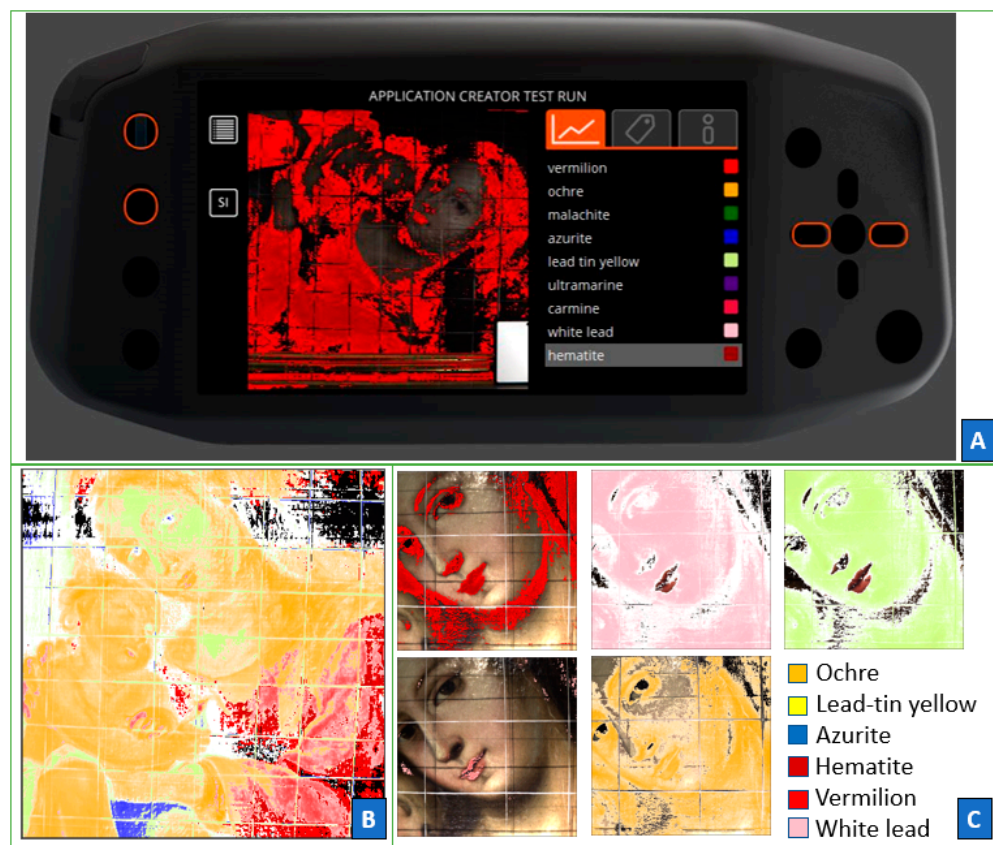 APPLICATION CREATOR TEST RUN
SI
vermilion
ochre
malachite
azurite
lead tin yellow
ultramarine
carmine
white lead
hematite
A
B
Ochre
Lead-tin yellow
Azurite
Hematite
Vermilion
White lead
C